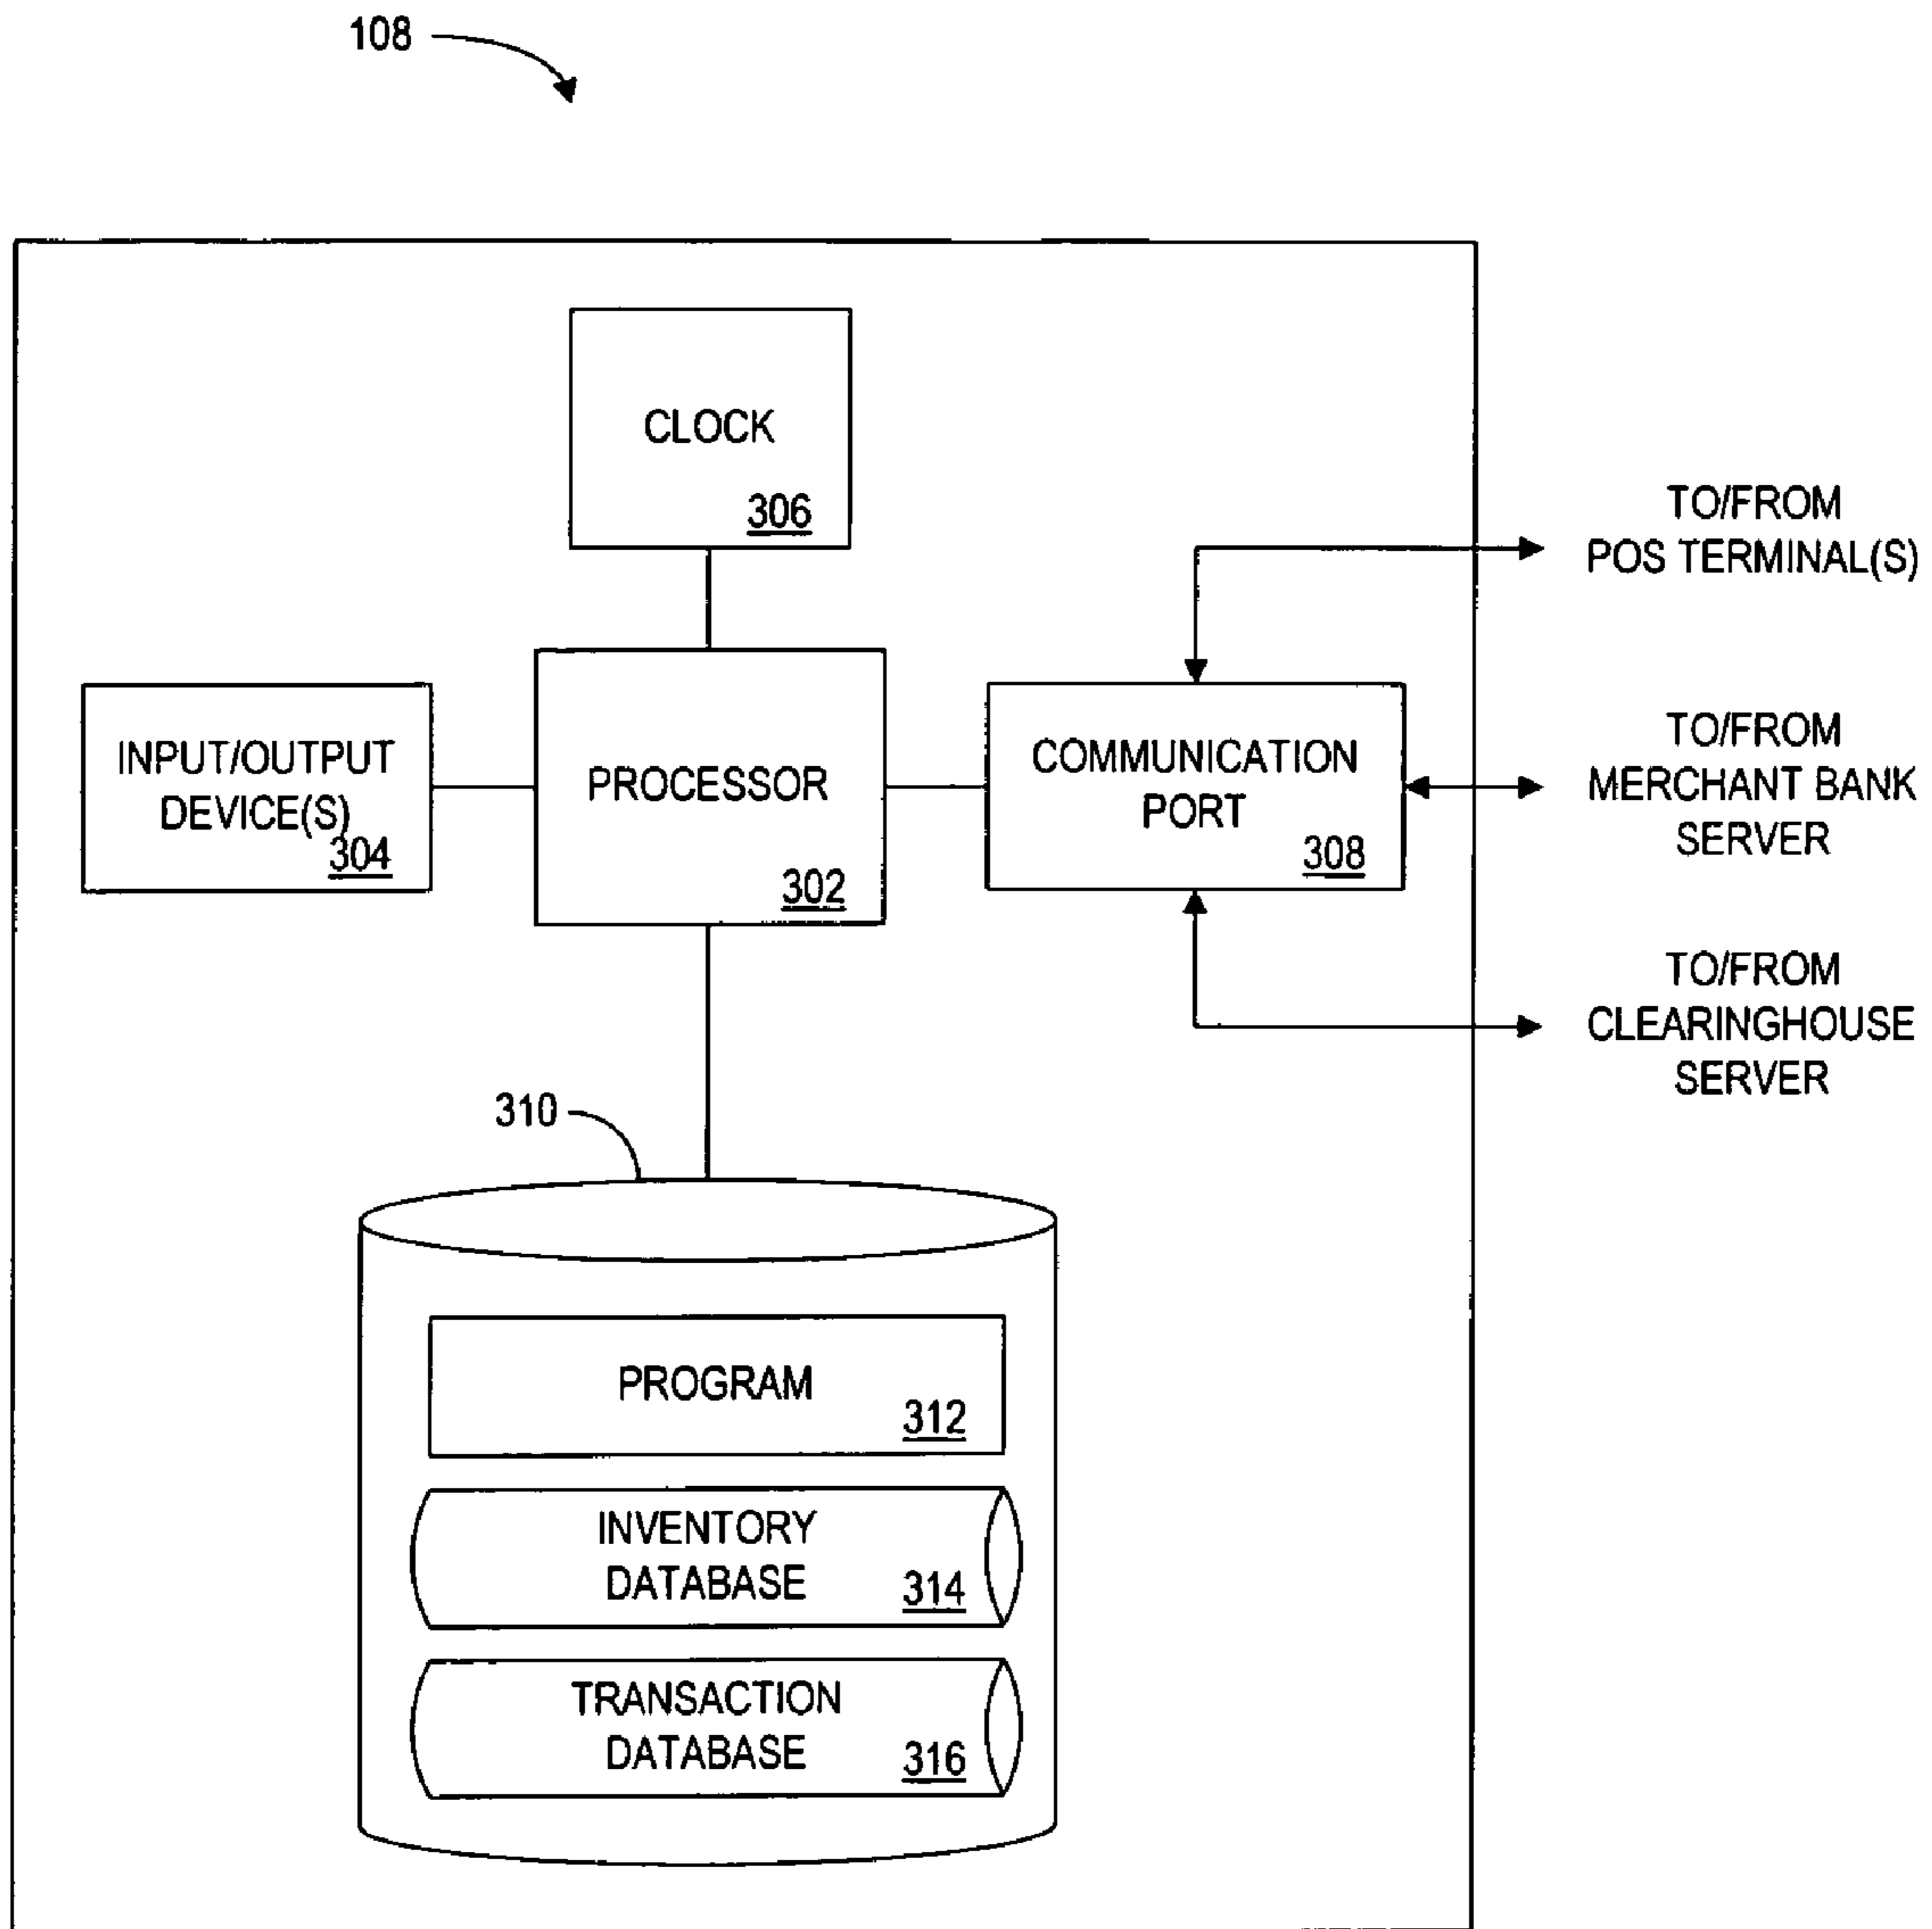 108
CLOCK
306
INPUT/OUTPUT
DEVICE(S)
304
PROCESSOR
302
COMMUNICATION
PORT
308
TO/FROM
POS TERMINAL(S)
TO/FROM
MERCHANT BANK
SERVER
TO/FROM
CLEARINGHOUSE
SERVER
310
PROGRAM
312
INVENTORY
DATABASE
314
TRANSACTION
DATABASE
316